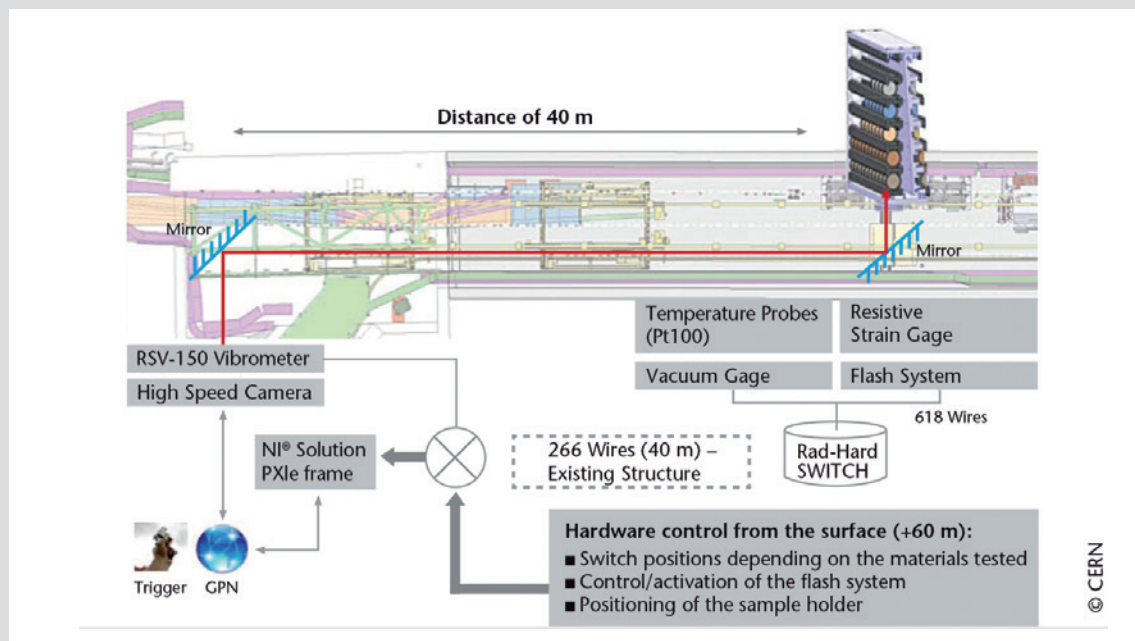 Distance of 40 m
Mirror
Mirror
Temperature Probes
(Pt100)
Resistive
Strain Gage
RSV-150 Vibrometer
Vacuum Gage
Flash System
High Speed Camera
618 Wires
NI® Solution
PXIe frame
266 Wires (40 m) –
Existing Structure
Rad-Hard
SWITCH
Hardware control from the surface (+60 m):
■ Switch positions depending on the materials tested
■ Control/activation of the flash system
■ Positioning of the sample holder
Trigger
GPN
© CERN